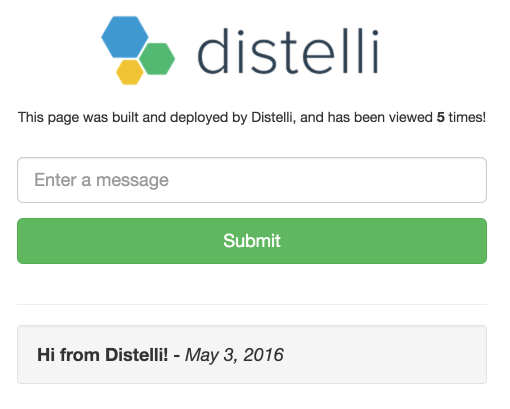 distelli
This page was built and deployed by Distelli, and has been viewed 5 times!
Enter a message
Submit
Hi from Distelli! - May 3, 2016